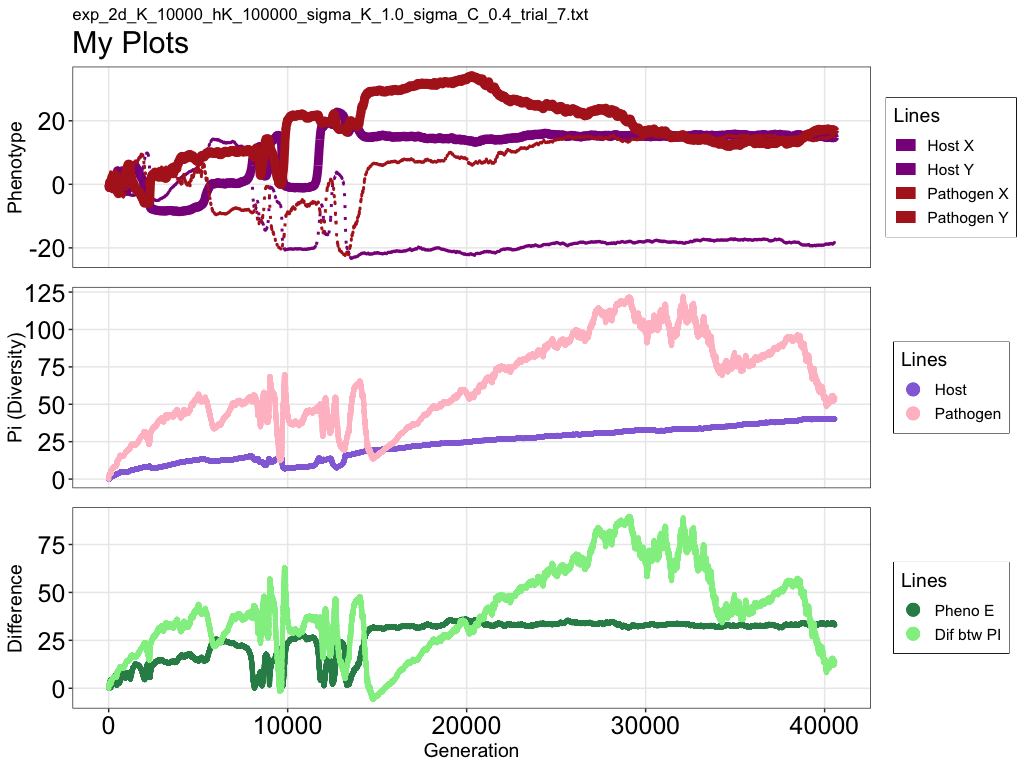 exp_2d_K_10000_hK_100000_sigma_K_1.0_sigma_C_0.4_trial_7.txt
My Plots
Phenotype
20
0
-20
Lines
Host X
Host Y
Pathogen X
Pathogen Y
Pi (Diversity)
125
100
75
50
25
0
Lines
Host
Pathogen
Difference
75
50
25
0
Lines
Pheno E
Dif btw PI
0 10000 20000 30000 40000
Generation